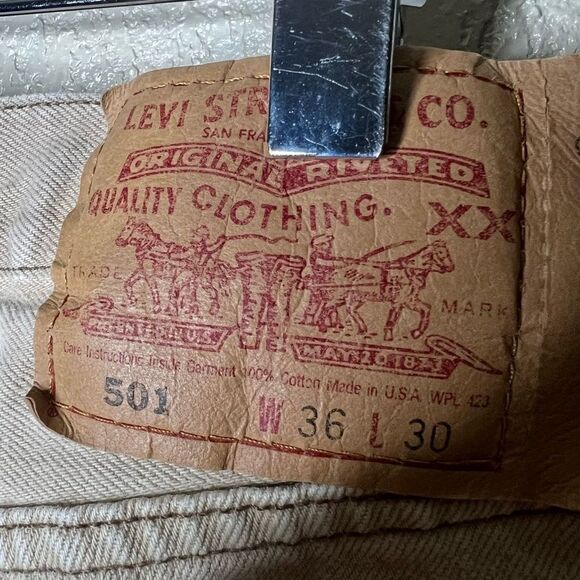 LEVI STR CO.
SAN FRA
ORIGINAL RIVETED
QUALITY CLOTHING. XX
TRADE MARK
Care Instructions Inside Garment 100% Cotton Made in U.S.A. WPL 423
501 W 36 L 30